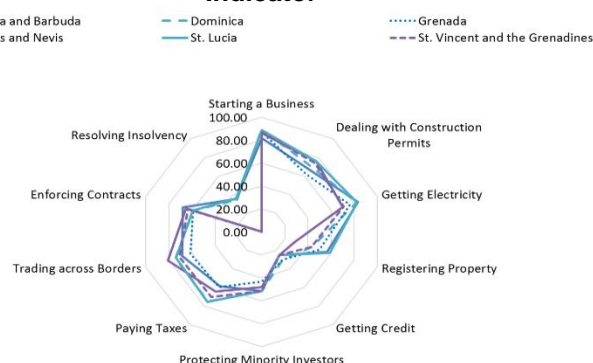 a and Barbuda
Dominica
Grenada
s and Nevis
St. Lucia
St. Vincent and the Grenadines
Starting a Business
100.00
Dealing with Construction
Permits
Resolving Insolvency
80.00
60.00
Enforcing Contracts
40.00
Getting Electricity
20.00
0.00
Trading across Borders
Registering Property
Paying Taxes
Getting Credit
Protecting Minority Investors